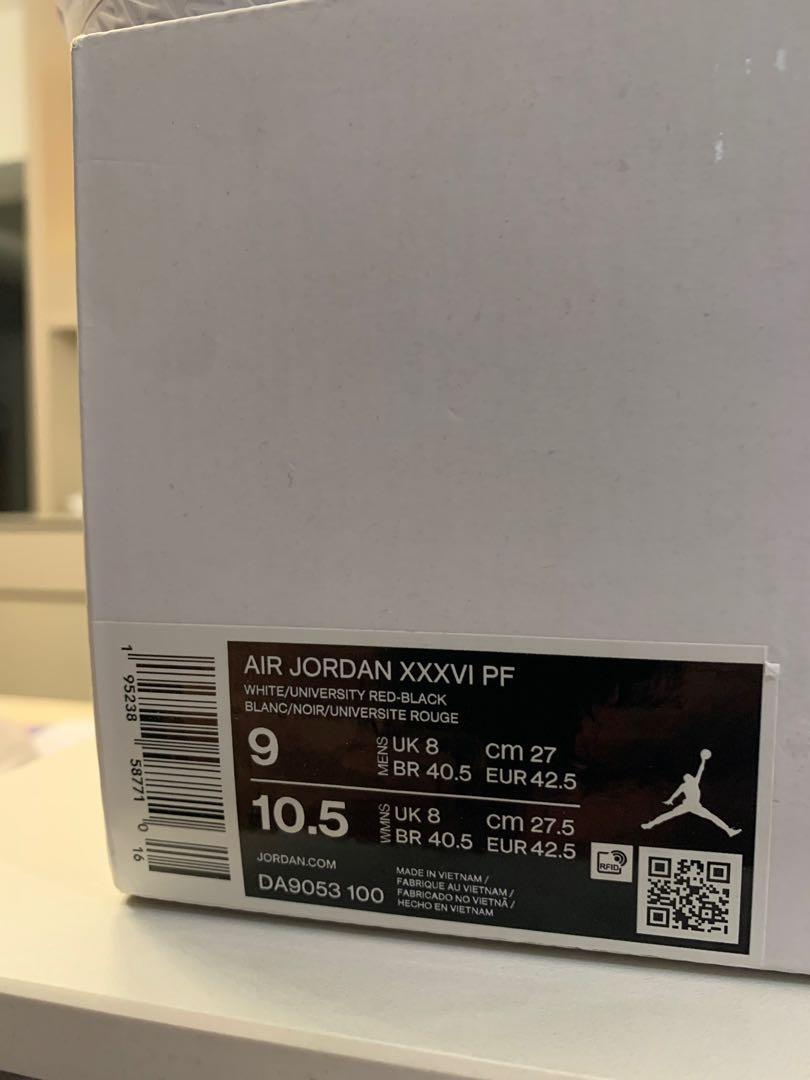 1 95238 58771 0 16
AIR JORDAN XXXVI PF
WHITE/UNIVERSITY RED-BLACK
BLANC/NOIR/UNIVERSITE ROUGE
9 MENS UK 8 cm 27
BR 40.5 EUR 42.5
10.5 WMNS UK 8 cm 27.5
BR 40.5 EUR 42.5
JORDAN.COM
DA9053 100
MADE IN VIETNAM /
FABRIQUE AU VIETNAM /
FABRICADO NO VIETNÃ /
HECHO EN VIETNAM
RFID